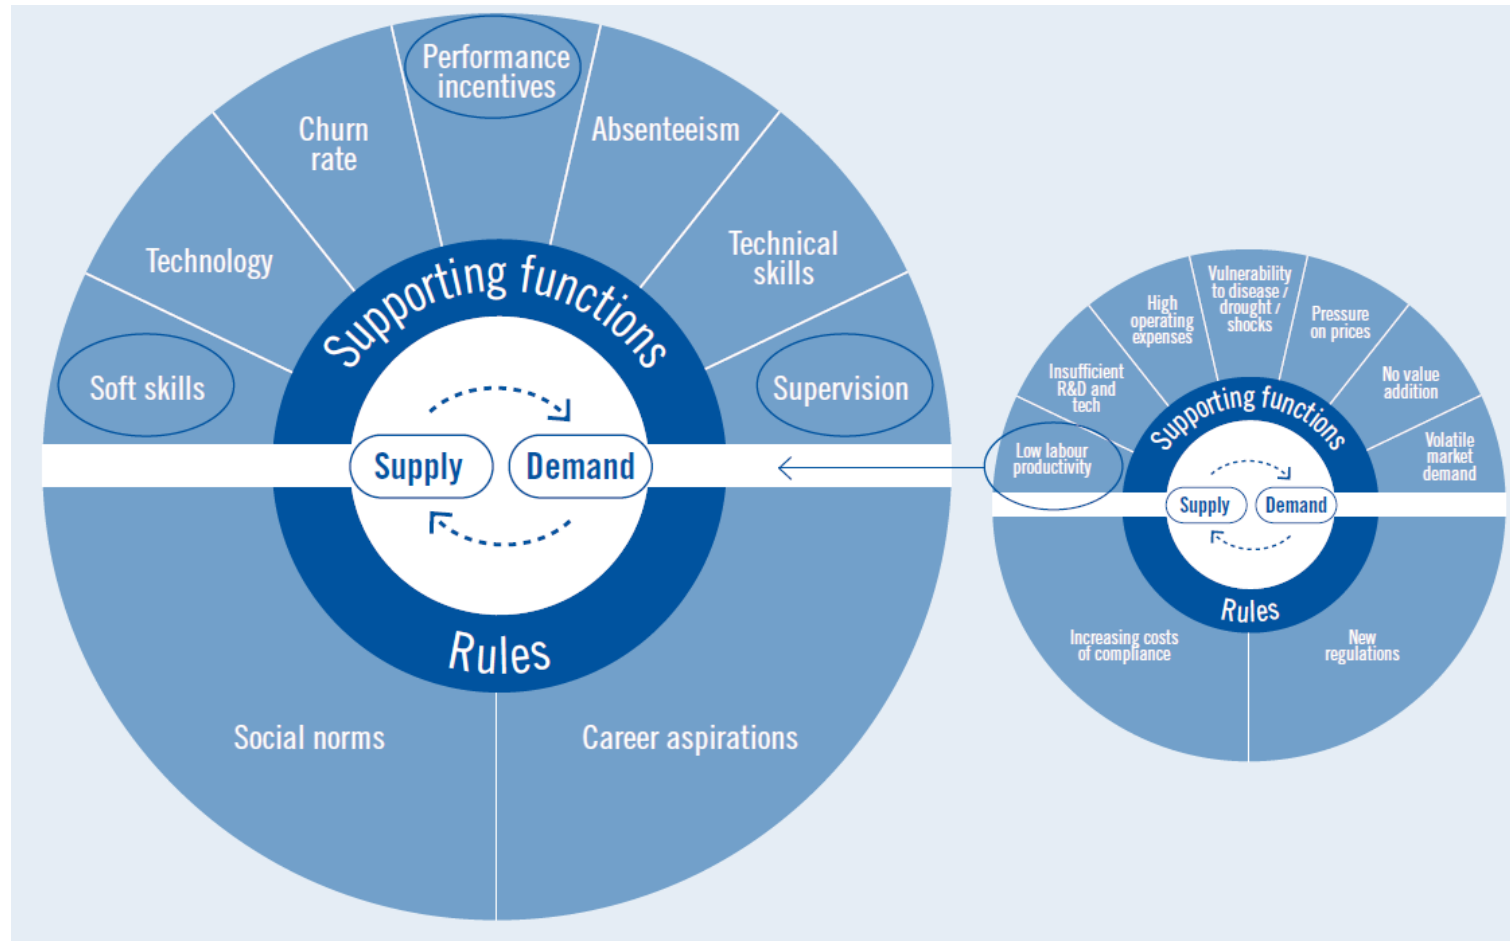 Performance
incentives
Churn
rate
Absenteeism
Technology
Technical
skills
Soft skills
Supervision
Supporting functions
Supply
Demand
Rules
Social norms
Career aspirations
Vulnerability
to disease /
drought /
shocks
High
operating
expenses
Pressure
on prices
Insufficient
R&D and
tech
No value
addition
Low labour
productivity
Volatile
market
demand
Supporting functions
Supply
Demand
Rules
Increasing costs
of compliance
New
regulations